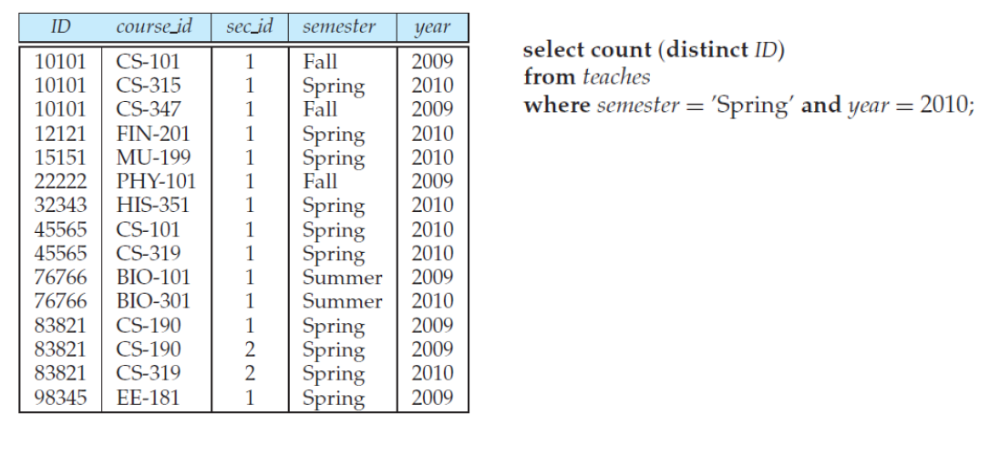 ID course_id sec_id semester year
10101 CS-101 1 Fall 2009
10101 CS-315 1 Spring 2010
10101 CS-347 1 Fall 2009
12121 FIN-201 1 Spring 2010
15151 MU-199 1 Spring 2010
22222 PHY-101 1 Fall 2009
32343 HIS-351 1 Spring 2010
45565 CS-101 1 Spring 2010
45565 CS-319 1 Spring 2010
76766 BIO-101 1 Summer 2009
76766 BIO-301 1 Summer 2010
83821 CS-190 1 Spring 2009
83821 CS-190 2 Spring 2009
83821 CS-319 2 Spring 2010
98345 EE-181 1 Spring 2009
select count (distinct ID)
from teaches
where semester = ’Spring’ and year = 2010;